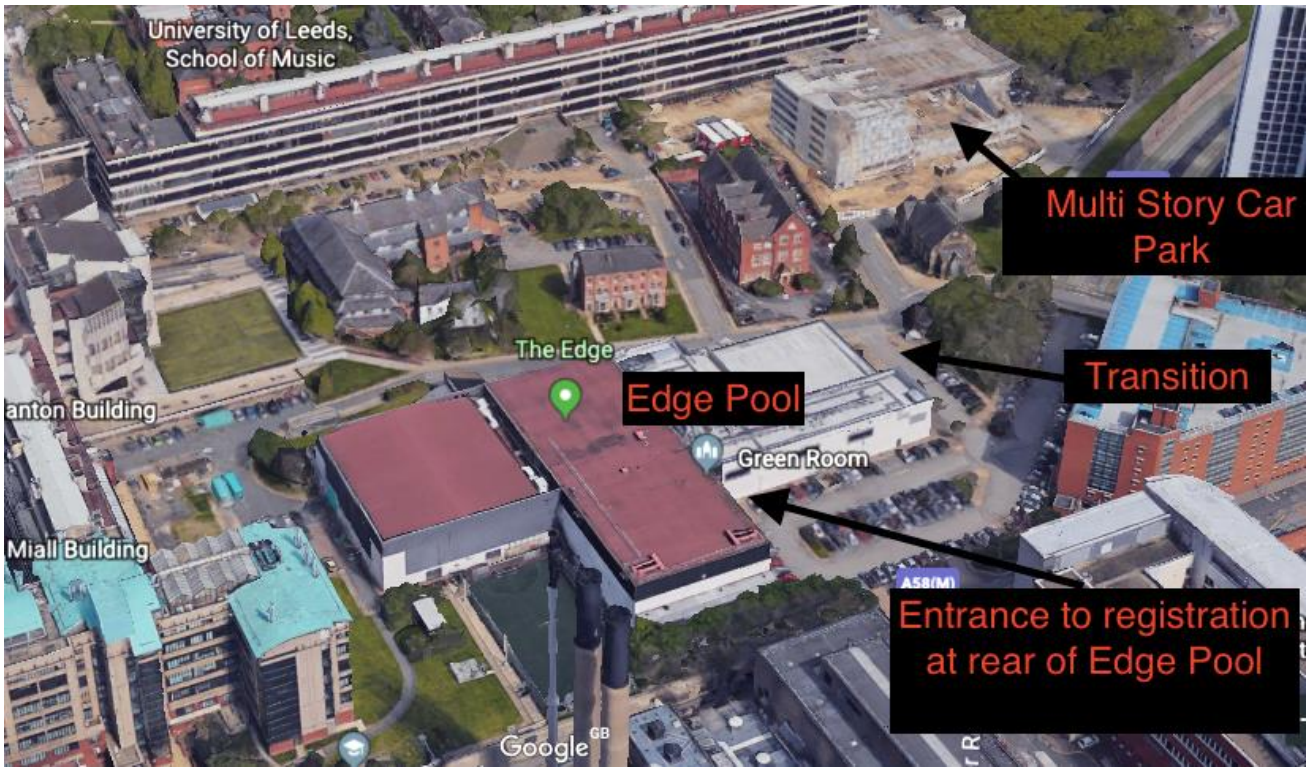 University of Leeds,
School of Music
Multi Story Car
Park
The Edge
Edge Pool
Transition
anton Building
Green Room
Miall Building
A58(M)
Entrance to registration
at rear of Edge Pool
Google
GB
r R